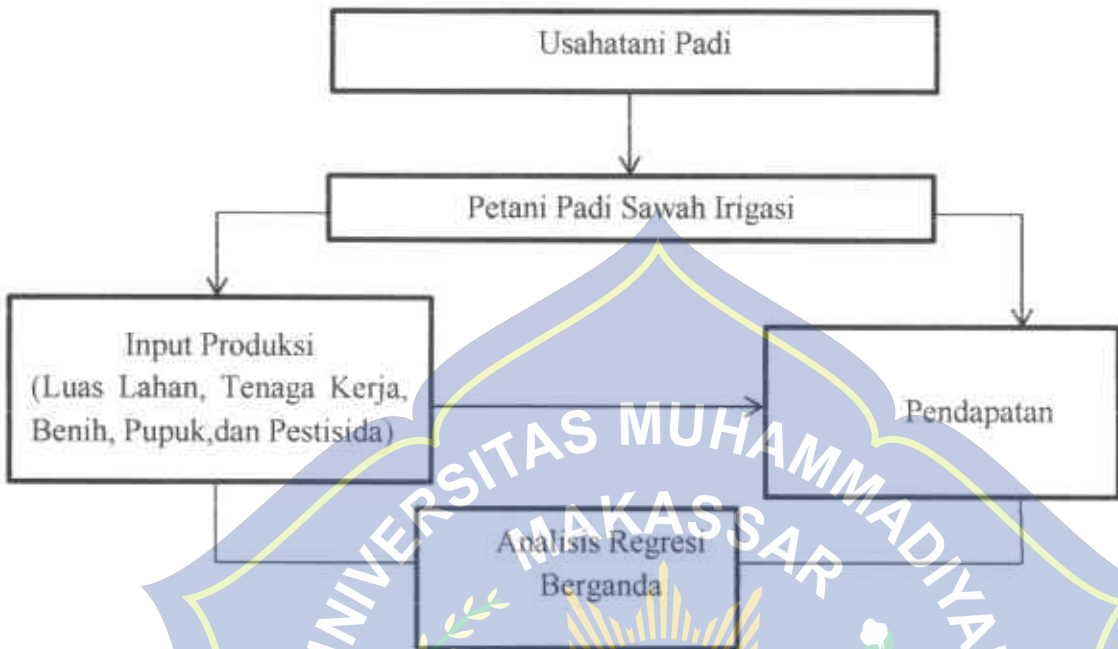 Usahatani Padi
Petani Padi Sawah Irigasi
Input Produksi
(Luas Lahan, Tenaga Kerja,
Benih, Pupuk,dan Pestisida)
Pendapatan
UNIVERSITAS MUHAMMADIYA
MAKASSAR
Analisis Regresi
Berganda